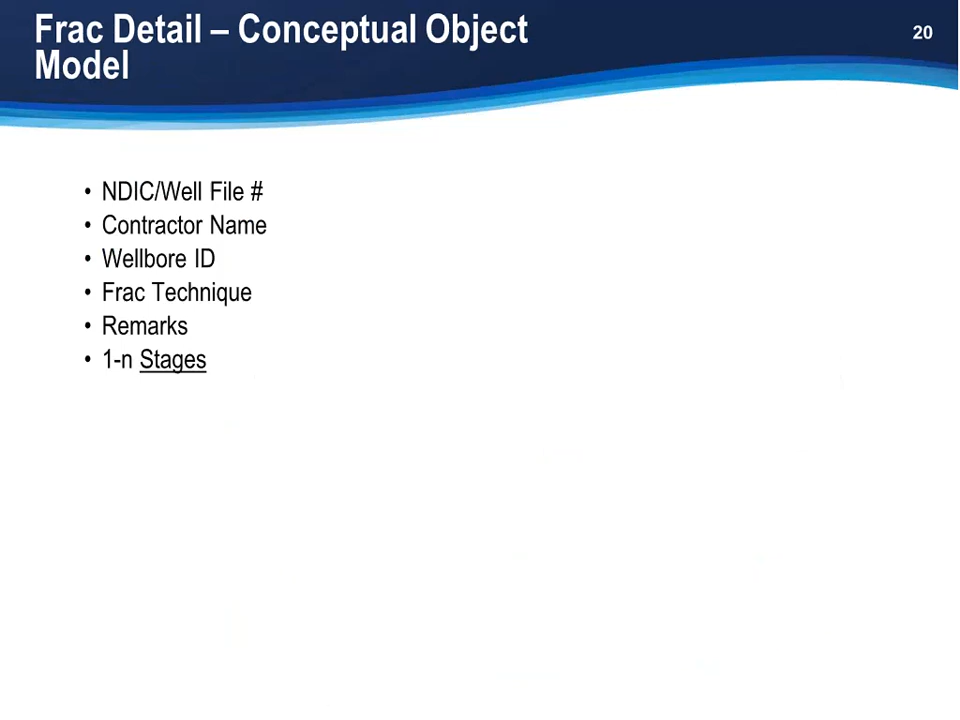 Frac Detail – Conceptual Object
Model
20
• NDIC/Well File #
• Contractor Name
• Wellbore ID
• Frac Technique
• Remarks
• 1-n Stages